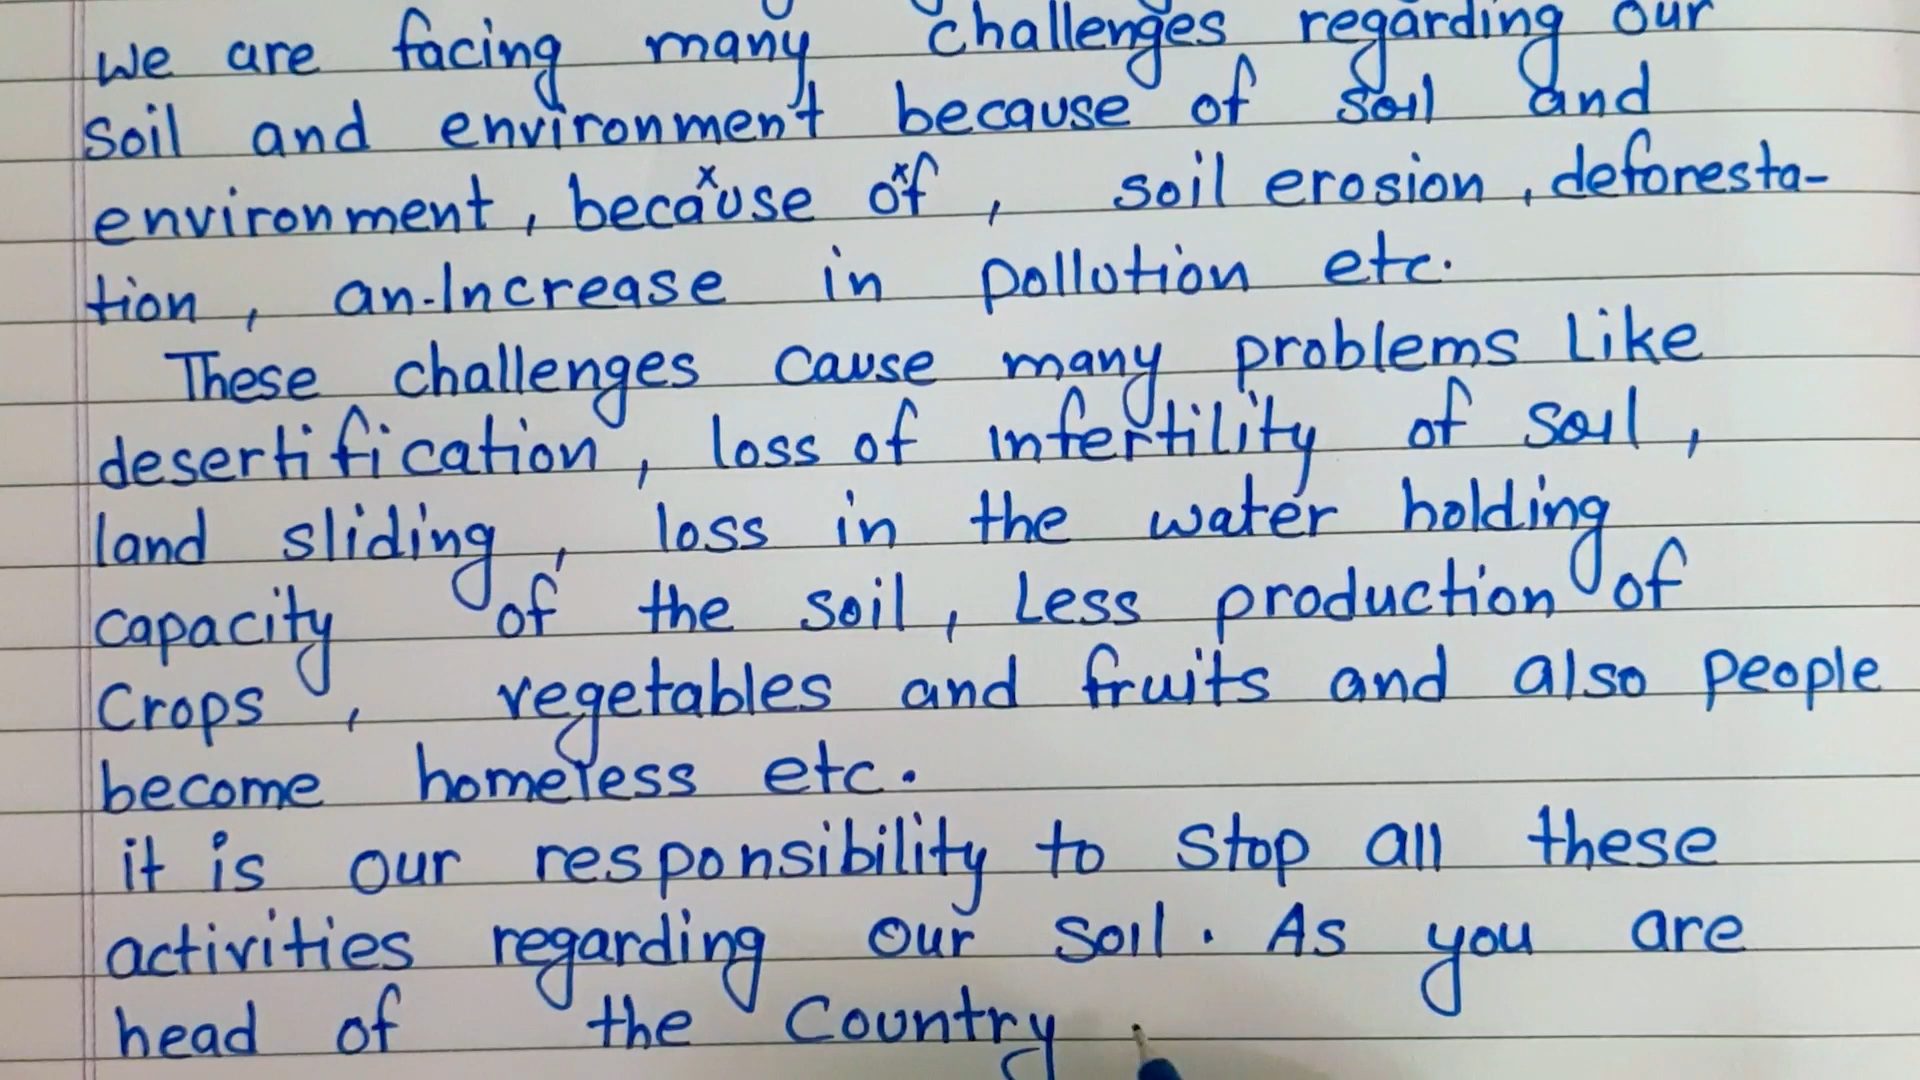 we are facing many challenges regarding our
soil and environment because of soil and
environment, because of, soil erosion, deforesta-
tion, an-Increase in pollution etc.
These challenges cause many problems like
desertification, loss of infertility of soil,
land sliding, loss in the water holding
capacity of the soil, Less production of
Crops, vegetables and fruits and also people
become homeless etc.
it is our responsibility to stop all these
activities regarding our soil. As you are
head of the Country